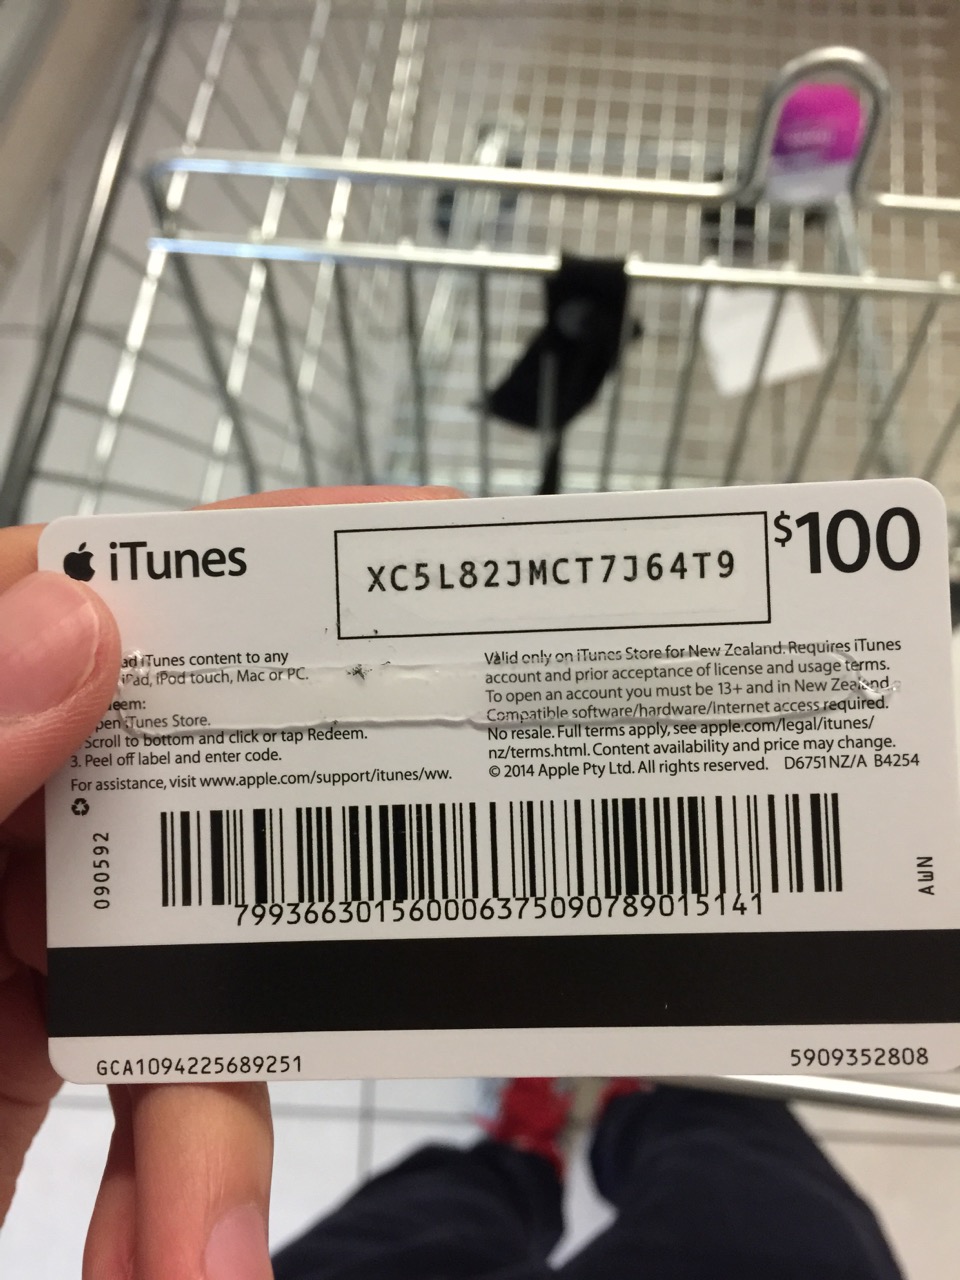 iTunes
XC5L82JMCT7J64T9
$100
ad iTunes content to any
iPad, iPod touch, Mac or PC.
eem:
pen iTunes Store.
Scroll to bottom and click or tap Redeem.
3. Peel off label and enter code.
For assistance, visit www.apple.com/support/itunes/ww.
Valid only on iTunes Store for New Zealand. Requires iTunes
account and prior acceptance of license and usage terms.
To open an account you must be 13+ and in New Zealand.
Compatible software/hardware/Internet access required.
No resale. Full terms apply, see apple.com/legal/itunes/
nz/terms.html. Content availability and price may change.
© 2014 Apple Pty Ltd. All rights reserved. D6751NZ/A B4254
090592
AWN
799366301560006375090789015141
GCA1094225689251
5909352808